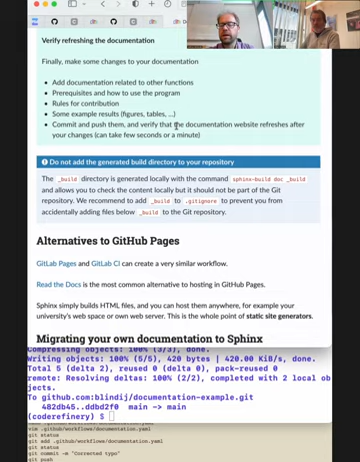 Verify refreshing the documentation
Finally, make some changes to your documentation
Add documentation related to other functions
Prerequisites and how to use the program
Rules for contribution
Some example results (figures, tables, ...)
Commit and push them, and verify that the documentation website refreshes after
your changes (can take few seconds or a minute)
Do not add the generated build directory to your repository
The _build directory is generated locally with the command sphinx-build doc _build
and allows you to check the content locally but it should not be part of the Git
repository. We recommend to add _build to .gitignore to prevent you from
accidentally adding files below _build to the Git repository.
Alternatives to GitHub Pages
GitLab Pages and GitLab CI can create a very similar workflow.
Read the Docs is the most common alternative to hosting in GitHub Pages.
Sphinx simply builds HTML files, and you can host them anywhere, for example your
university's web space or own web server. This is the whole point of static site
generators.
Migrating your own documentation to Sphinx
Compressing objects: 100% (3/3), done.
Writing objects: 100% (5/5), 420 bytes | 420.00 KiB/s, done.
Total 5 (delta 2), reused 0 (delta 0), pack-reused 0
remote: Resolving deltas: 100% (2/2), completed with 2 local ob
jects.
To github.com:blindij/documentation-example.git
482db45..ddbd2f0 main -> main
(coderefinery) $
vim .github/workflows/documentation.yaml
git status
git add .github/workflows/documentation.yaml
git status
git commit -m "Corrected typo"
git push